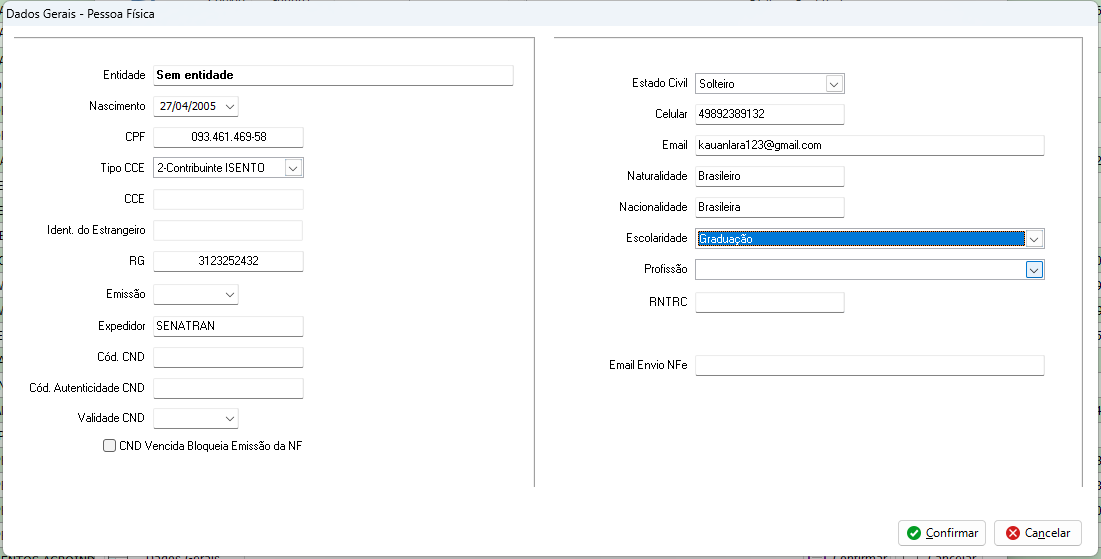 Dados Gerais - Pessoa Física
Entidade Sem entidade
Nascimento 27/04/2005
CPF 093.461.469-58
Tipo CCE 2-Contribuinte ISENTO
CCE
Ident. do Estrangeiro
RG 3123252432
Emissão
Expedidor SENATRAN
Cód. CND
Cód. Autenticidade CND
Validade CND
CND Vencida Bloqueia Emissão da NF
Estado Civil Solteiro
Celular 49892389132
Email kauanlara123@gmail.com
Naturalidade Brasileiro
Nacionalidade Brasileira
Escolaridade Graduação
Profissão
RNTRC
Email Envio NFe
Confirmar
Cancelar